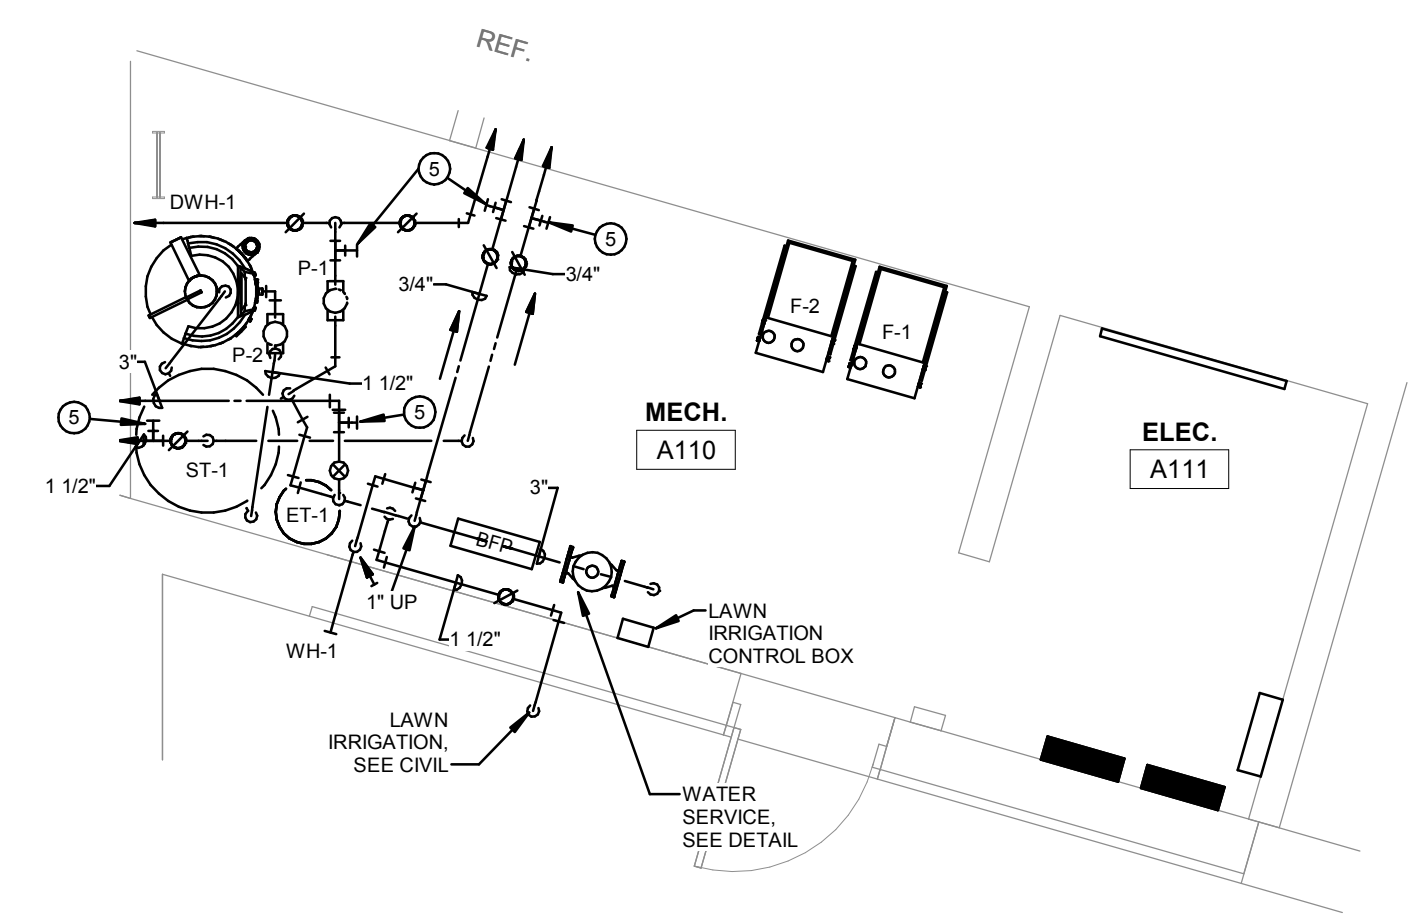 REF.
5
DWH-1
5
P-1
3/4"
3/4"
F-2
F-1
P-2
3"
1 1/2"
5
5
MECH.
A110
ELEC.
A111
ST-1
1 1/2"
3"
ET-1
BFP
1" UP
WH-1
1 1/2"
LAWN
IRRIGATION
CONTROL BOX
LAWN
IRRIGATION,
SEE CIVIL
WATER
SERVICE,
SEE DETAIL